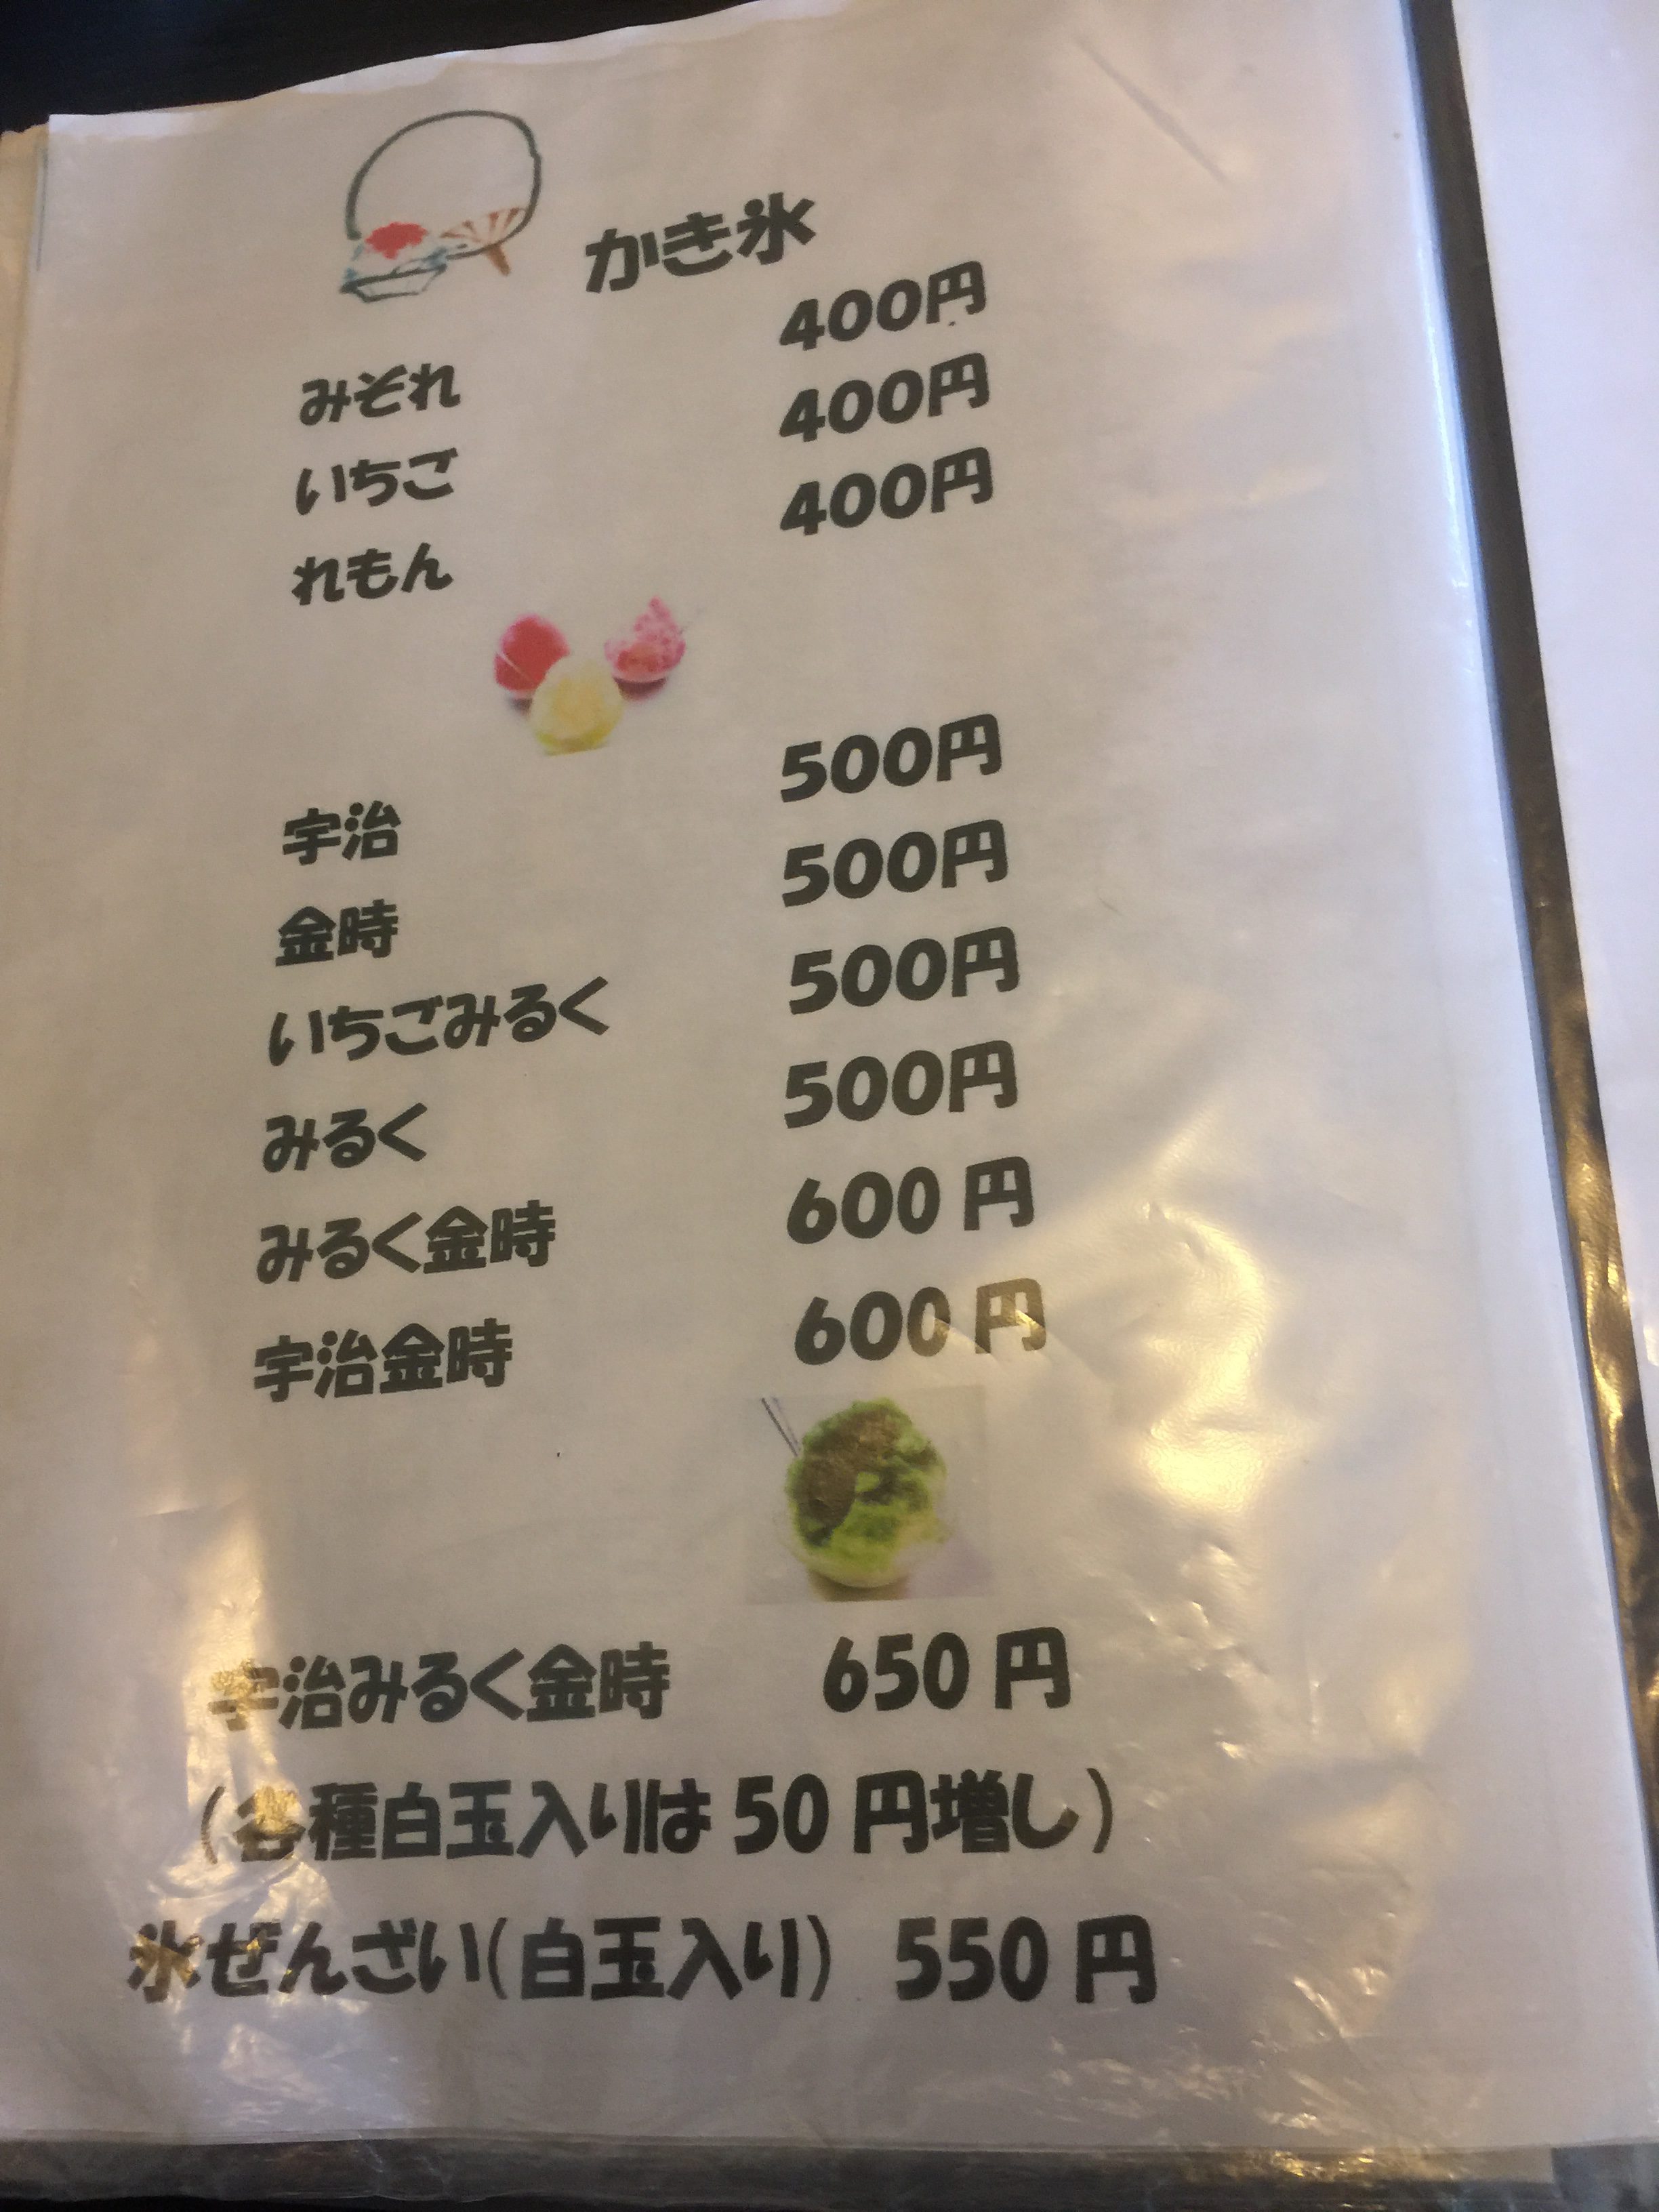 かき氷
みぞれ 400円
いちご 400円
れもん 400円
宇治 500円
金時 500円
いちごみるく 500円
みるく 500円
みるく金時 600円
宇治金時 600円
宇治みるく金時 650円
(各種白玉入りは50円増し)
氷ぜんざい(白玉入り) 550円